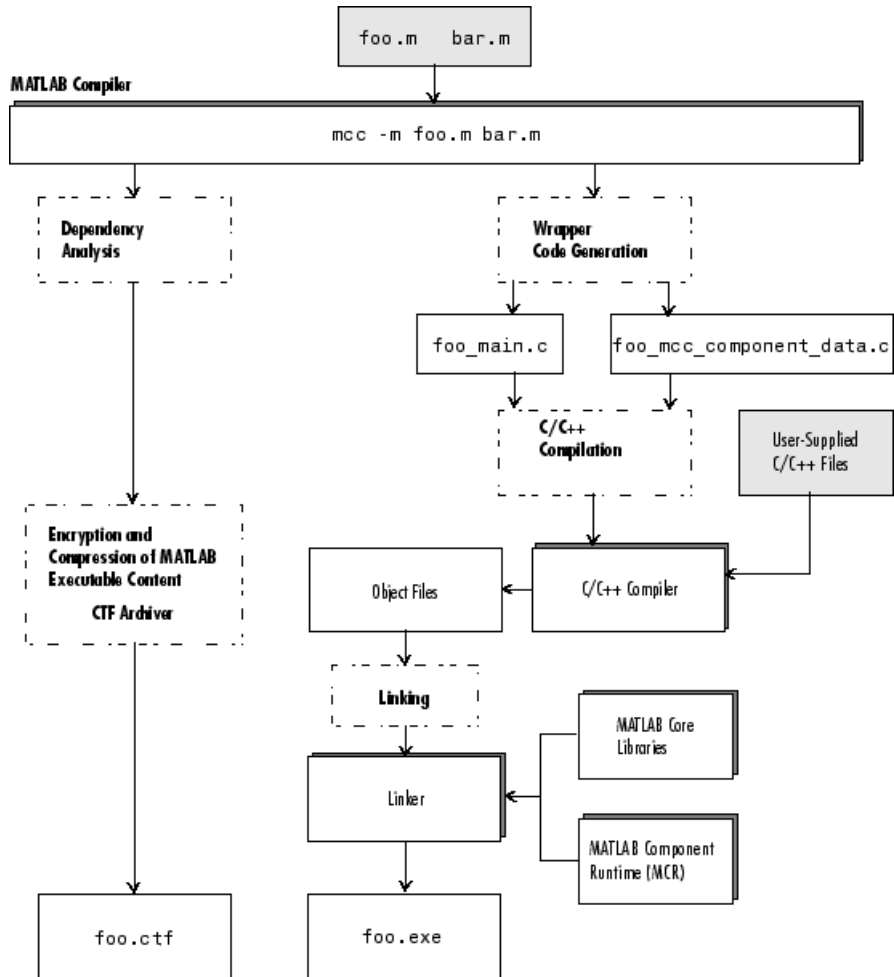 foo.m bar.m
MATLAB Compiler
mcc -m foo.m bar.m
Dependency
Analysis
Wrapper
Code Generation
foo_main.c
foo_mcc_component_data.c
C/C++
Compilation
User-Supplied
C/C++ Files
Encryption and
Compression of MATLAB
Executable Content
CTF Archiver
Object Files
C/C++ Compiler
Linking
MATLAB Core
Libraries
Linker
MATLAB Component
Runtime (MCR)
foo.ctf
foo.exe